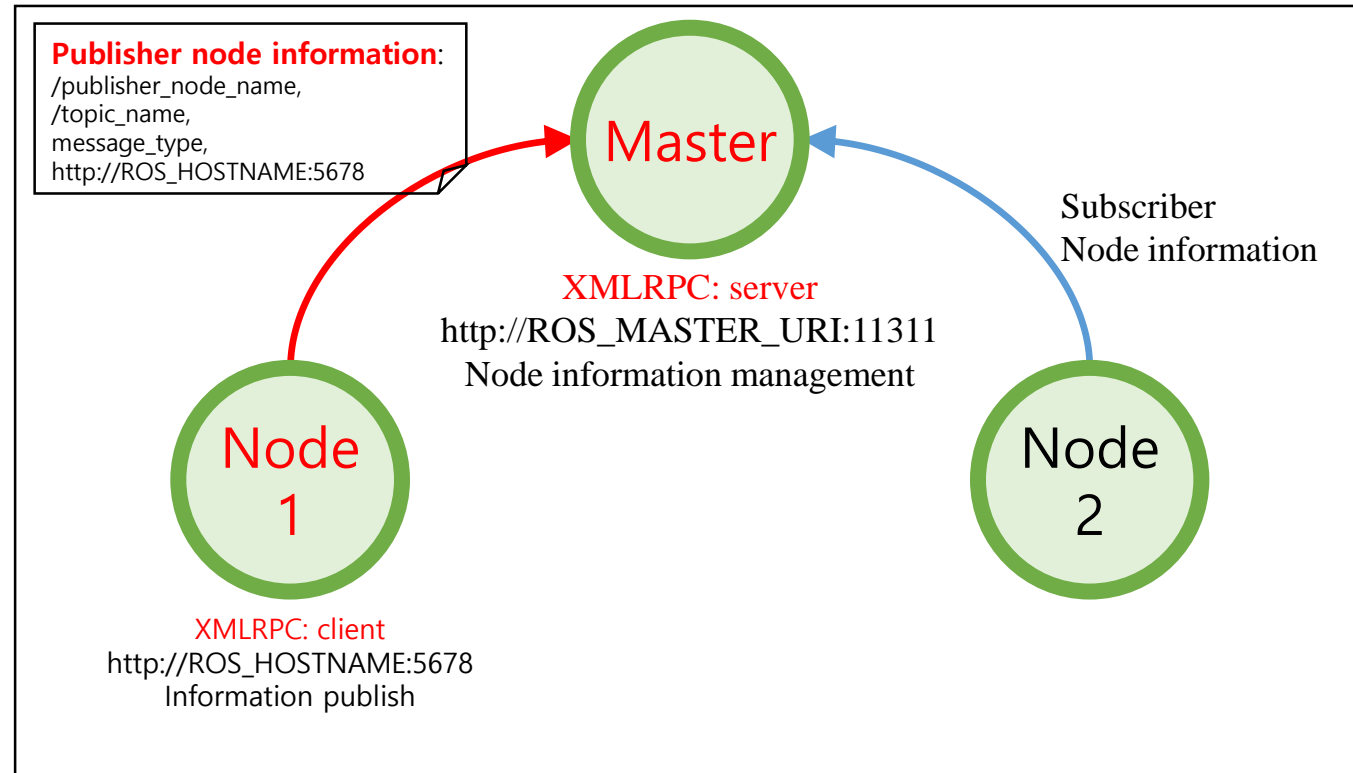 Publisher node information:
/publisher_node_name,
/topic_name,
message_type,
http://ROS_HOSTNAME:5678
Master
Subscriber
Node information
XMLRPC: server
http://ROS_MASTER_URI:11311
Node information management
Node
1
XMLRPC: client
http://ROS_HOSTNAME:5678
Information publish
Node
2